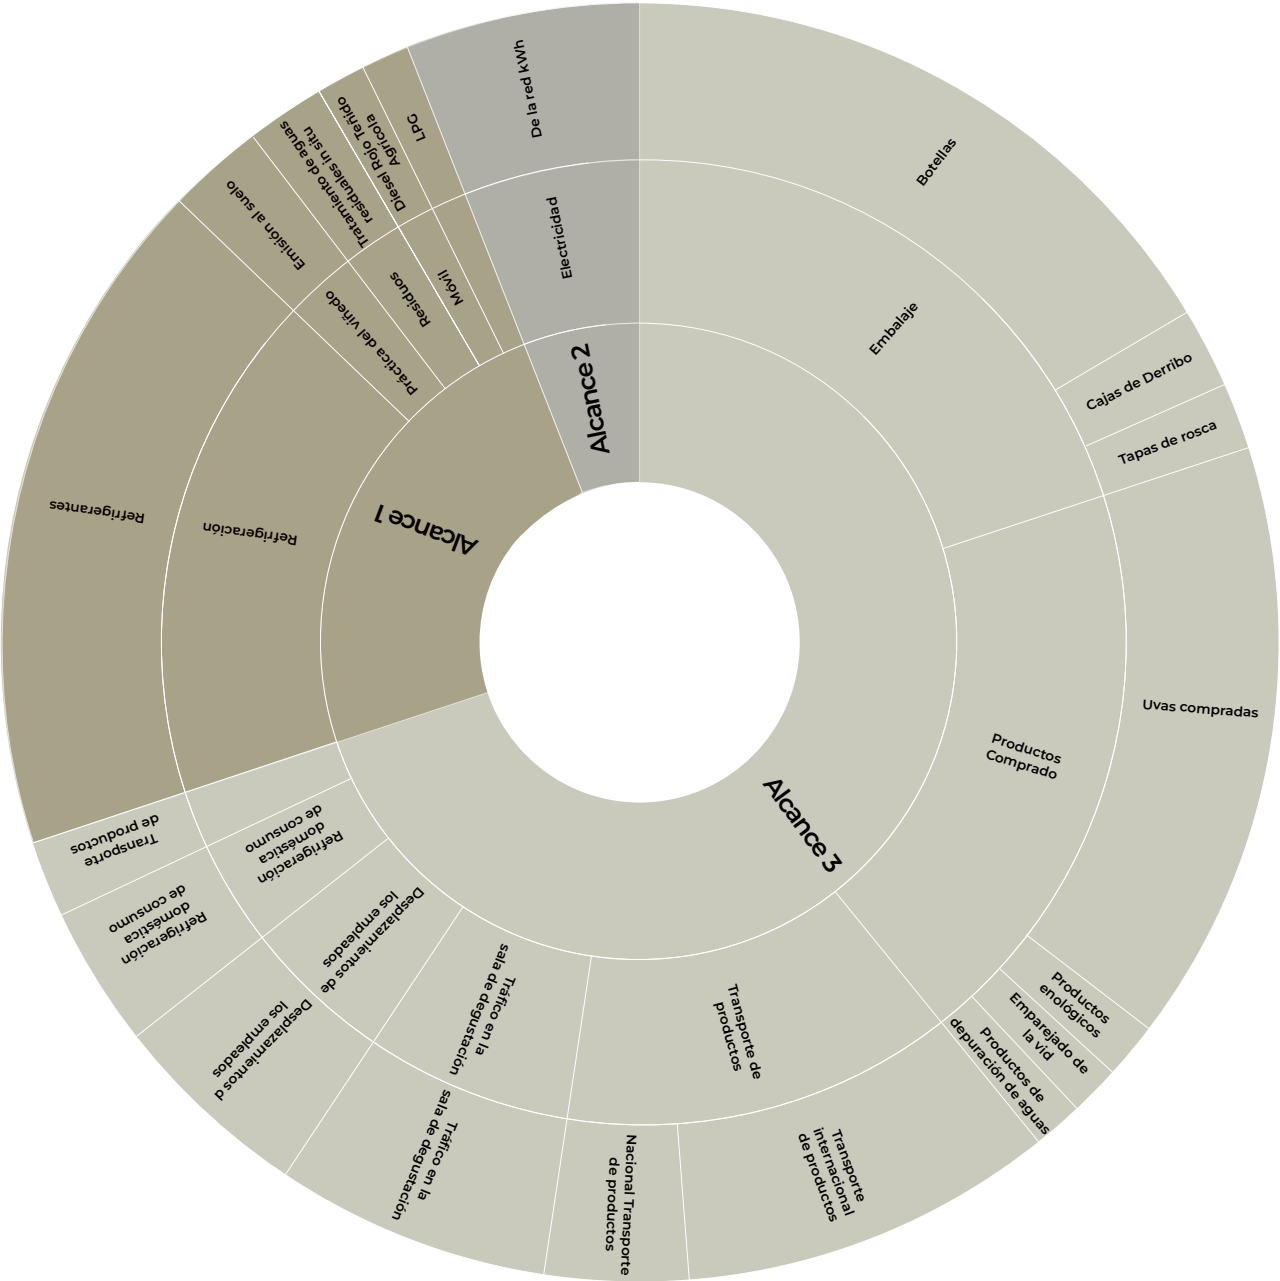 Alcance 3
Embalaje
Botellas
Cajas de Derribo
Tapas de rosca
Productos
Comprado
Uvas compradas
Productos
enológicos
Emparejado de
la vid
Productos de
depuración de aguas
Transporte de
productos
Transporte
internacional
de productos
Nacional Transporte
de productos
Tráfico en la
sala de degustación
Tráfico en la
sala de degustación
Desplazamientos de
los empleados
Desplazamientos d
los empleados
Refrigeración
doméstica
de consumo
Refrigeración
doméstica
de consumo
Transporte
de productos
Alcance 1
Refrigeración
Refrigerantes
Práctica del viñedo
Emisión al suelo
Residuos
Tratamiento de aguas
residuales in situ
Móvil
Diesel Rojo Teñido
Agrícola
LPG
Alcance 2
Electricidad
De la red kWh